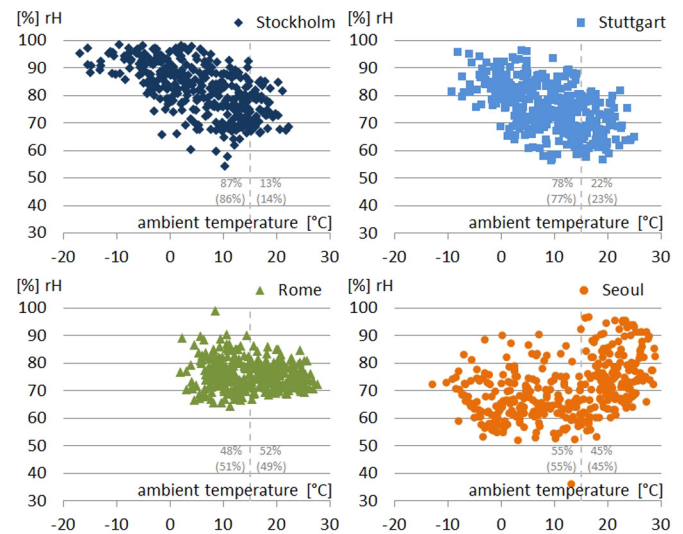 [%] rH
Stockholm
100
90
80
70
60
50
40
30
87% 13%
(86%) (14%)
ambient temperature [°C]
-20 -10 0 10 20 30
[%] rH
Stuttgart
100
90
80
70
60
50
40
30
78% 22%
(77%) (23%)
ambient temperature [°C]
-20 -10 0 10 20 30
[%] rH
Rome
100
90
80
70
60
50
40
30
48% 52%
(51%) (49%)
ambient temperature [°C]
-20 -10 0 10 20 30
[%] rH
Seoul
100
90
80
70
60
50
40
30
55% 45%
(55%) (45%)
ambient temperature [°C]
-20 -10 0 10 20 30